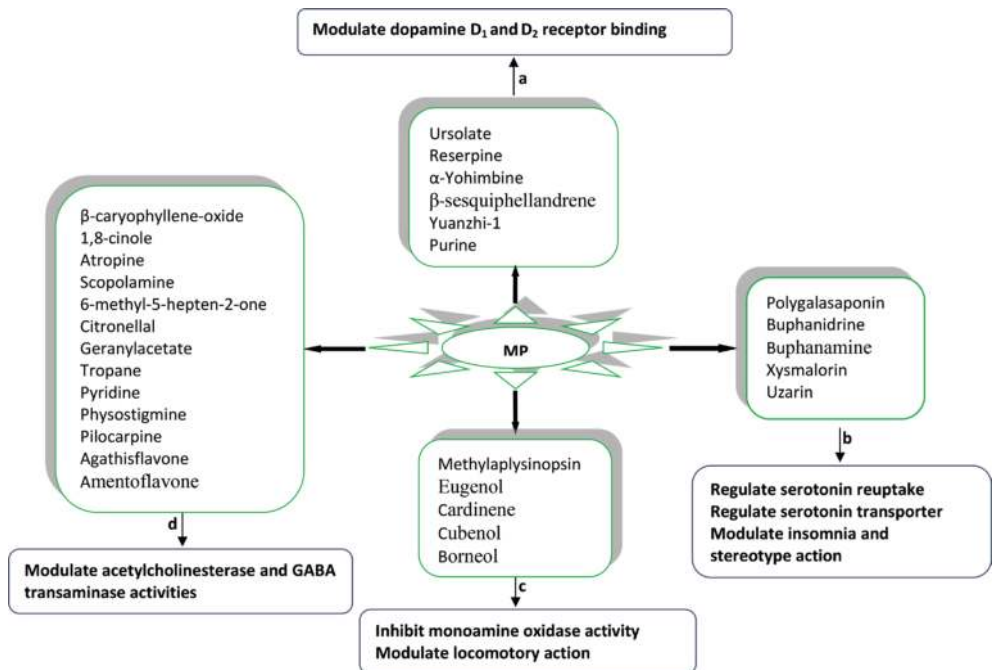 Modulate dopamine D₁ and D₂ receptor binding
a
Ursolate
Reserpine
α-Yohimbine
β-sesquiphellandrene
Yuanzhi-1
Purine
β-caryophyllene-oxide
1,8-cinole
Atropine
Scopolamine
6-methyl-5-hepten-2-one
Citronellal
Geranylacetate
Tropane
Pyridine
Physostigmine
Pilocarpine
Agathisflavone
Amentoflavone
MP
Polygalasaponin
Buphanidrine
Buphanamine
Xysmalorin
Uzarin
b
Regulate serotonin reuptake
Regulate serotonin transporter
Modulate insomnia and
stereotype action
Methylaplysinopsin
Eugenol
Cardinene
Cubenol
Borneol
d
Modulate acetylcholinesterase and GABA
transaminase activities
c
Inhibit monoamine oxidase activity
Modulate locomotory action